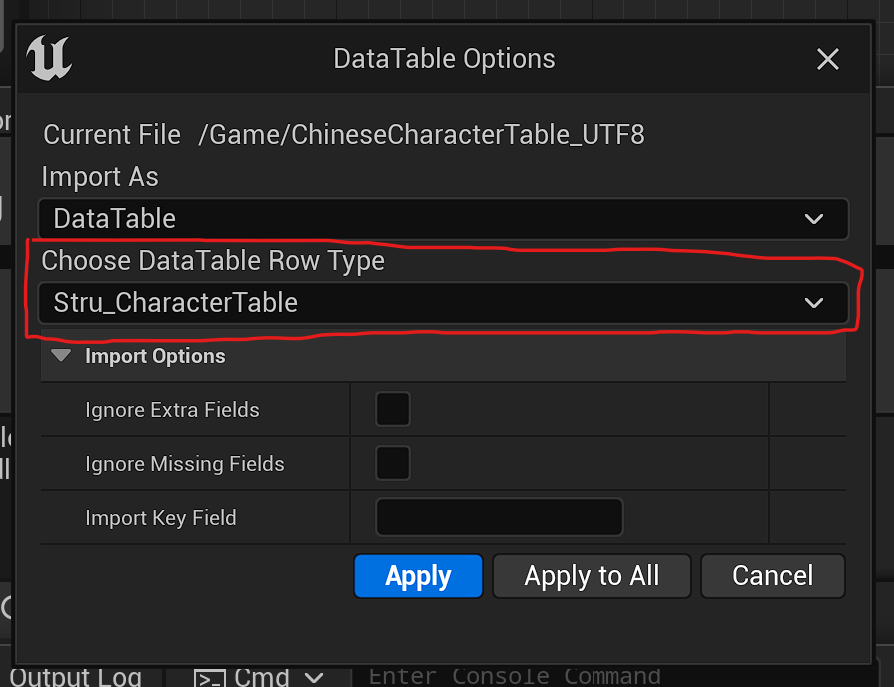 DataTable Options
Current File /Game/ChineseCharacterTable_UTF8
Import As
DataTable
Choose DataTable Row Type
Stru_CharacterTable
Import Options
Ignore Extra Fields
Ignore Missing Fields
Import Key Field
Apply Apply to All Cancel
Output Log >_ Cmd Enter Console Command